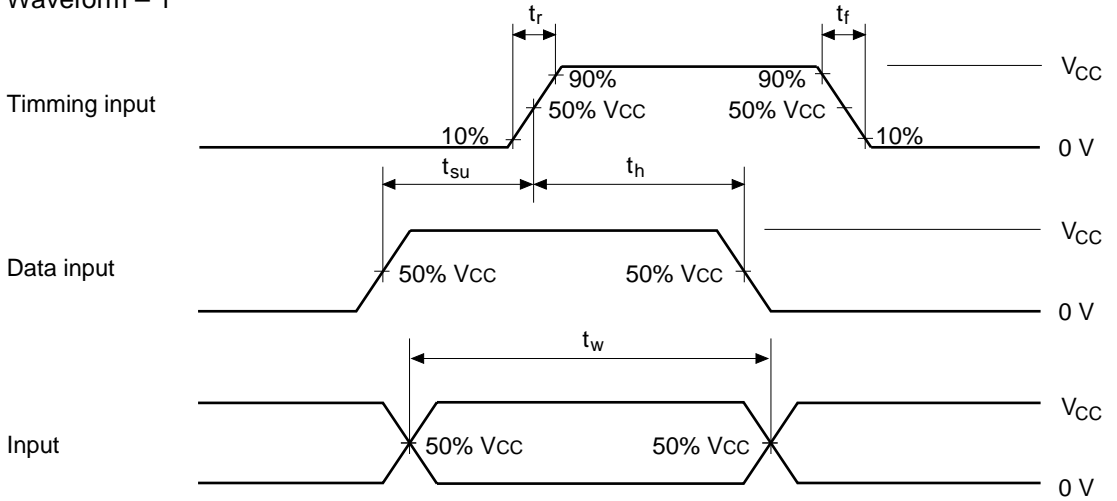 Waveform – 1
tr
tf
VCC
90%
90%
Timming input
50% VCC
50% VCC
10%
10%
0 V
tsu
th
VCC
Data input
50% VCC
50% VCC
0 V
tw
VCC
Input
50% VCC
50% VCC
0 V